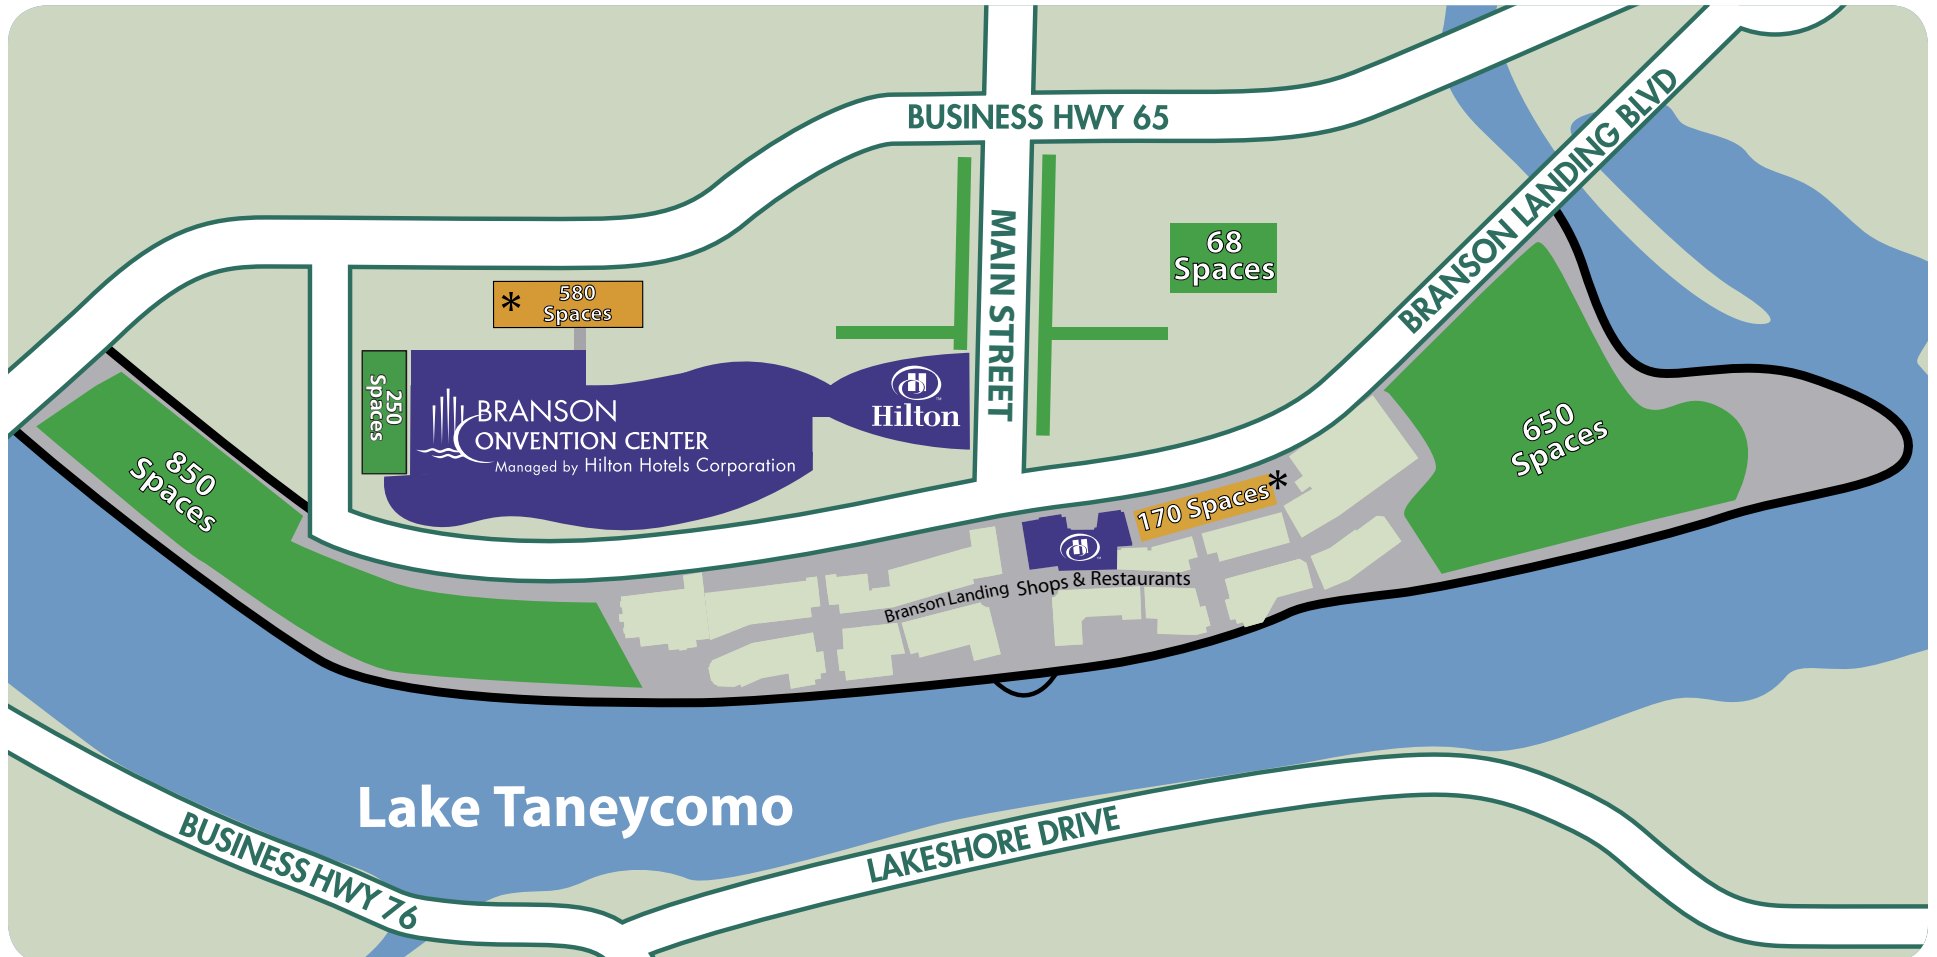 BUSINESS HWY 65
MAIN STREET
BRANSON LANDING BLVD
68
Spaces
*
580
Spaces
250
Spaces
BRANSON
ONVENTION CENTER
Managed by Hilton Hotels Corporation
H
Hilton
850
Spaces
650
Spaces
170 Spaces*
H
Branson Landing Shops & Restaurants
Lake Taneycomo
BUSINESS HWY 76
LAKESHORE DRIVE